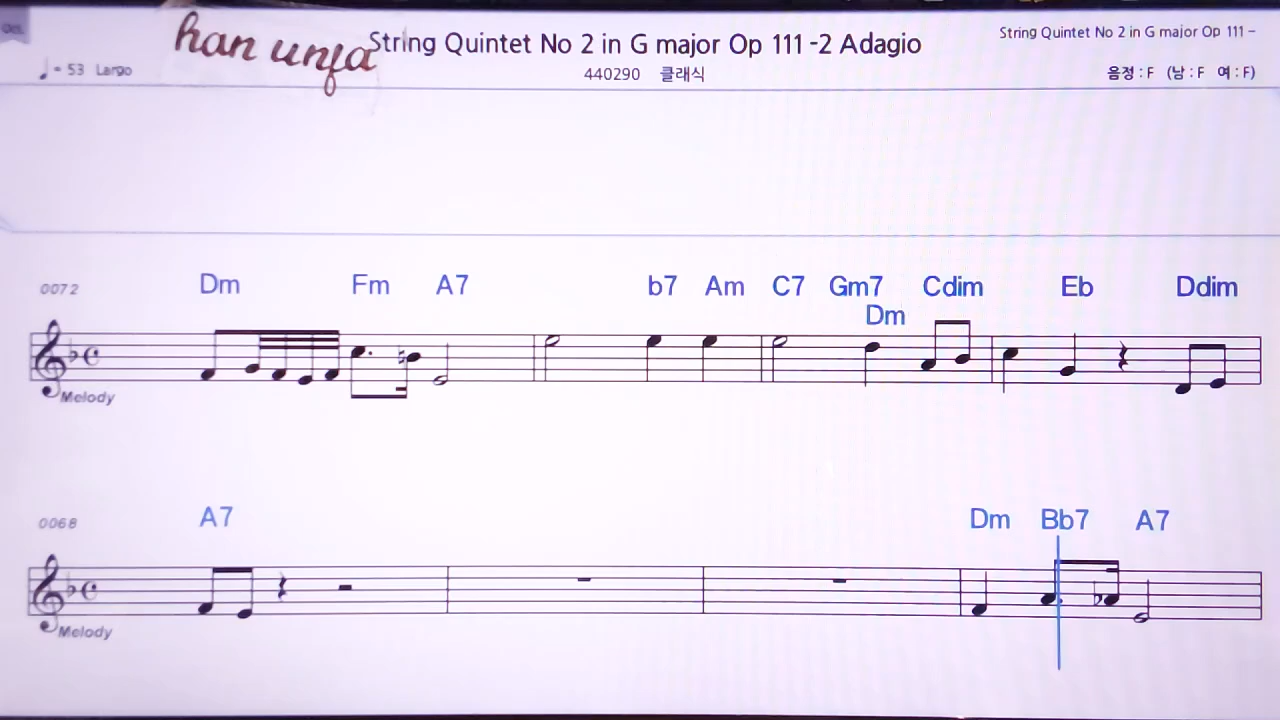 han unja
String Quintet No 2 in G major Op 111 -2 Adagio
String Quintet No 2 in G major Op 111 –
♩ = 53 Largo
440290 클래식
음정 : F (남 : F 여 : F)
0072 Dm Fm A7 b7 Am C7 Gm7 Cdim Eb Ddim
Dm
Melody
0068 A7 Dm Bb7 A7
Melody